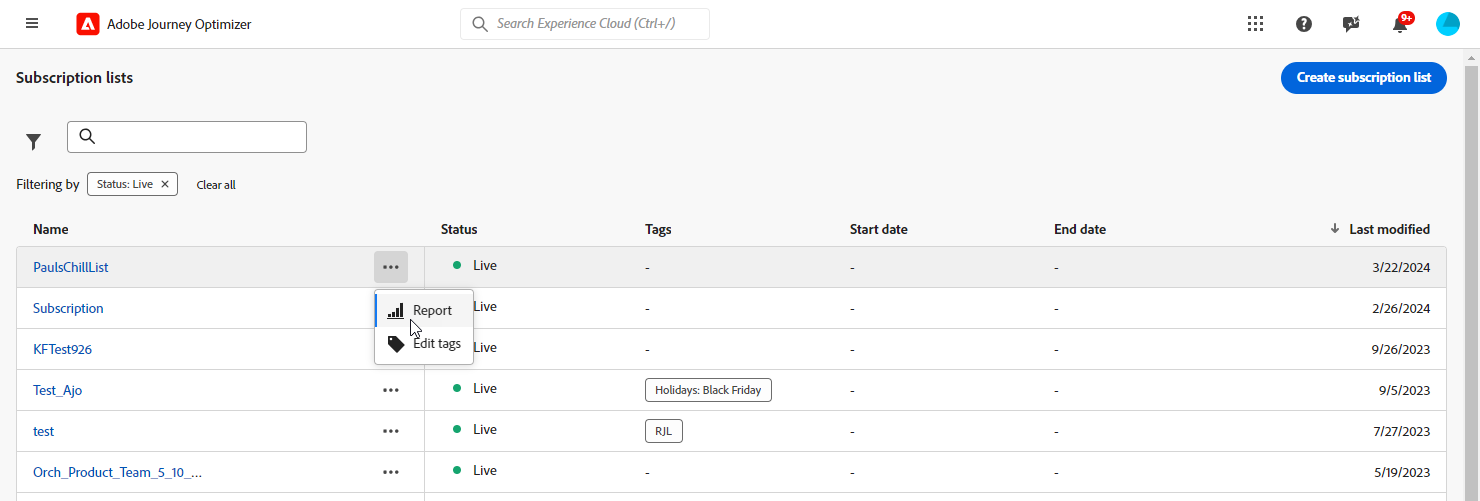 Adobe Journey Optimizer
Search Experience Cloud (Ctrl+/)
9+
Subscription lists
Create subscription list
Filtering by Status: Live Clear all
Name Status Tags Start date End date Last modified
PaulsChillList Live - - - 3/22/2024
Subscription Live - - - 2/26/2024
Report
KFTest926 Live - - - 9/26/2023
Edit tags
Test_Ajo Live Holidays: Black Friday - - 9/5/2023
test Live RJL - - 7/27/2023
Orch_Product_Team_5_10_... Live - - - 5/19/2023